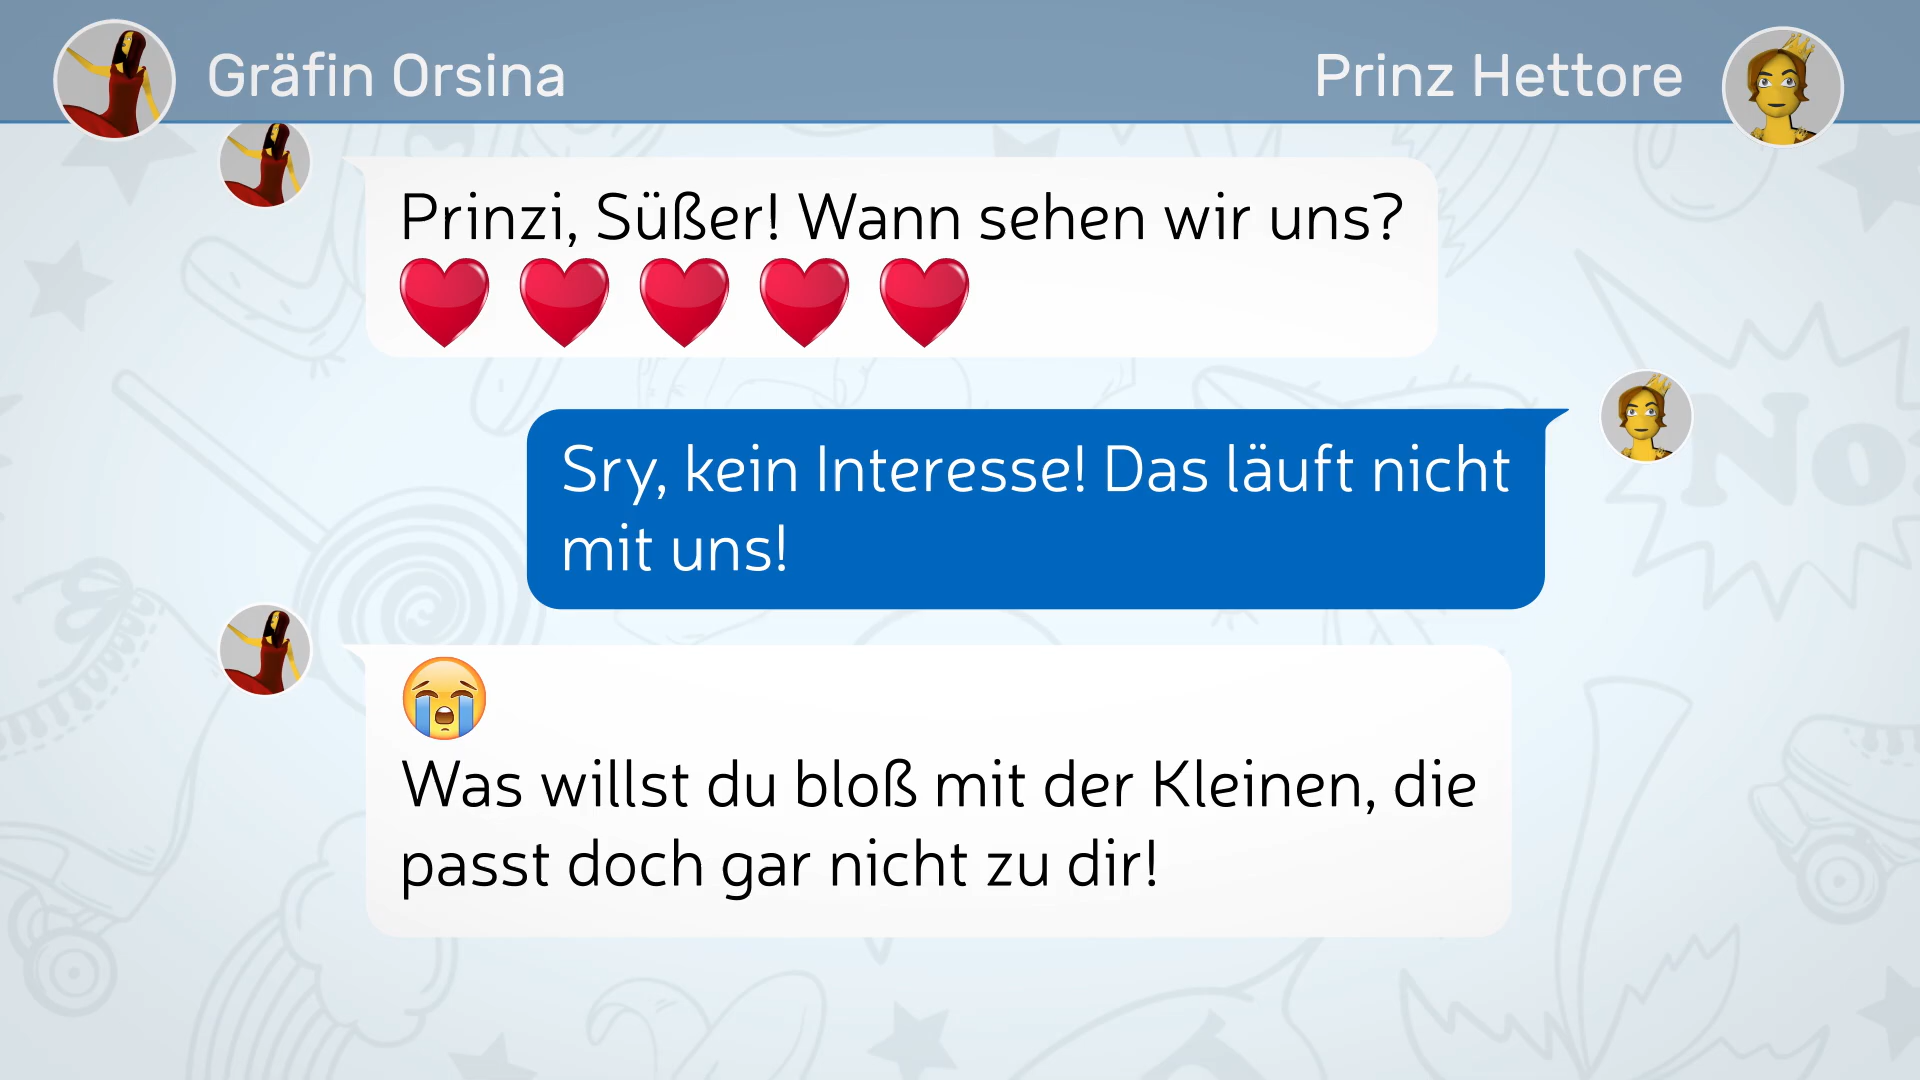 Gräfin Orsina
Prinz Hettore
Prinzi, Süßer! Wann sehen wir uns?
❤️ ❤️ ❤️ ❤️ ❤️
Sry, kein Interesse! Das läuft nicht
mit uns!
😭
Was willst du bloß mit der Kleinen, die
passt doch gar nicht zu dir!
No